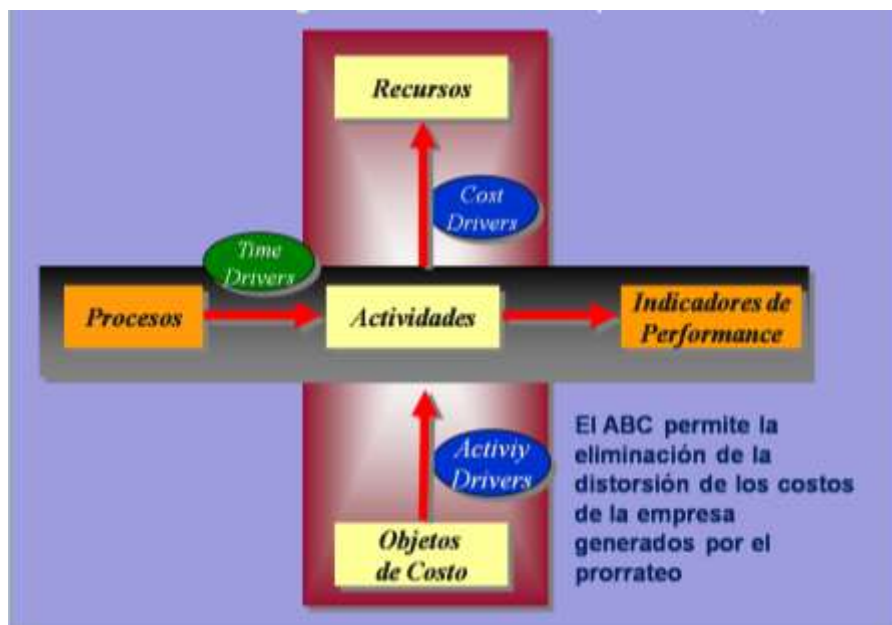 Recursos
Cost
Drivers
Time
Drivers
Procesos
Actividades
Indicadores de
Performance
Activiy
Drivers
Objetos
de Costo
El ABC permite la
eliminación de la
distorsión de los costos
de la empresa
generados por el
prorrateo